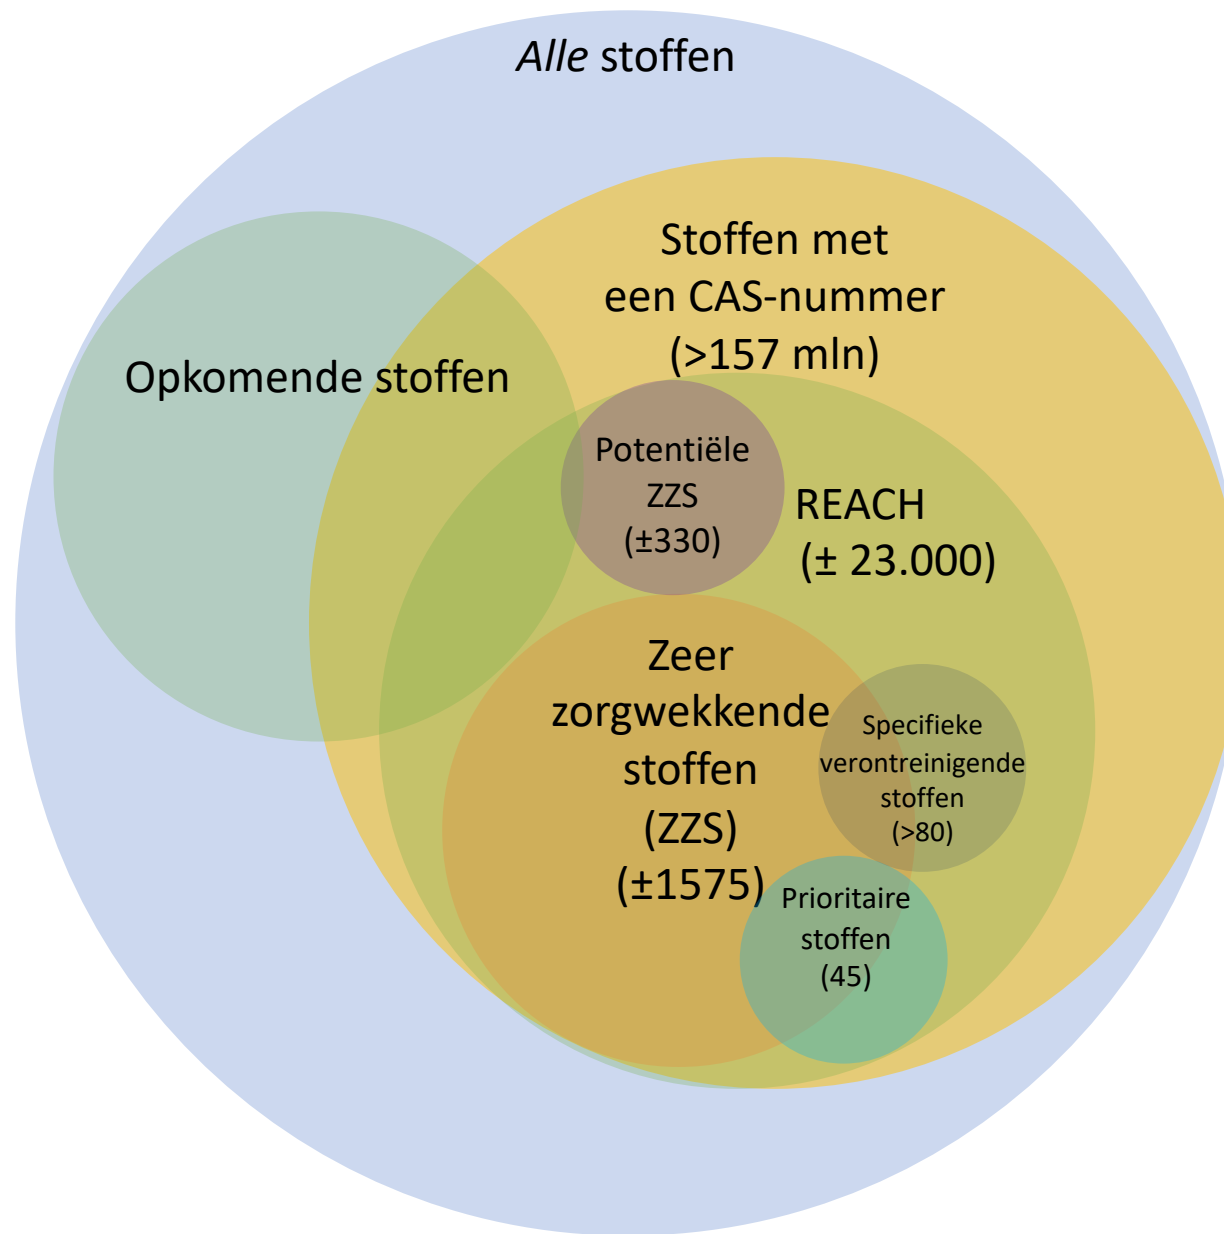 Alle stoffen
Stoffen met
een CAS-nummer
(>157 mln)
Opkomende stoffen
Potentiële
ZZS
(±330)
REACH
(± 23.000)
Zeer
zorgwekkende
stoffen
(ZZS)
(±1575)
Specifieke
verontreinigende
stoffen
(>80)
Prioritaire
stoffen
(45)